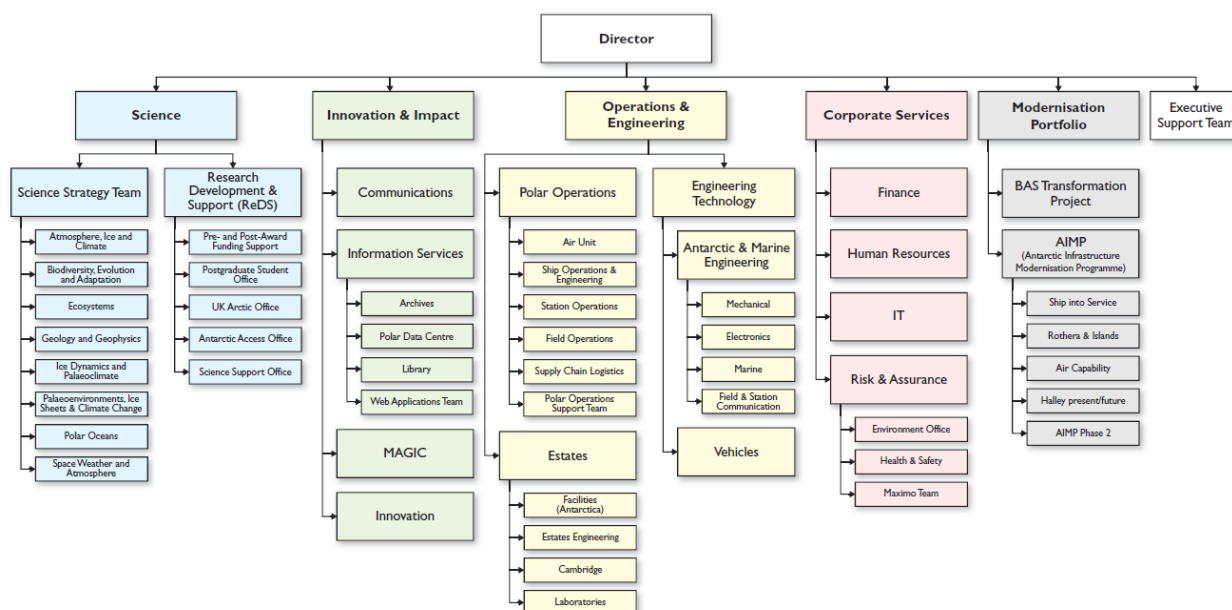 Director
Science
Innovation & Impact
Operations &
Engineering
Corporate Services
Modernisation
Portfolio
Executive
Support Team
Science Strategy Team
Atmosphere, Ice and
Climate
Biodiversity, Evolution
and Adaptation
Ecosystems
Geology and Geophysics
Ice Dynamics and
Palaeoclimate
Palaeoenvironments, Ice
Sheets & Climate Change
Polar Oceans
Space Weather and
Atmosphere
Research
Development &
Support (ReDS)
Pre- and Post-Award
Funding Support
Postgraduate Student
Office
UK Arctic Office
Antarctic Access Office
Science Support Office
Communications
Information Services
Archives
Polar Data Centre
Library
Web Applications Team
MAGIC
Innovation
Polar Operations
Air Unit
Ship Operations &
Engineering
Station Operations
Field Operations
Supply Chain Logistics
Polar Operations
Support Team
Estates
Facilities
(Antarctica)
Estates Engineering
Cambridge
Laboratories
Engineering
Technology
Antarctic & Marine
Engineering
Mechanical
Electronics
Marine
Field & Station
Communication
Vehicles
Finance
Human Resources
IT
Risk & Assurance
Environment Office
Health & Safety
Maximo Team
BAS Transformation
Project
AIMP
(Antarctic Infrastructure
Modernisation Programme)
Ship into Service
Rothera & Islands
Air Capability
Halley present/future
AIMP Phase 2